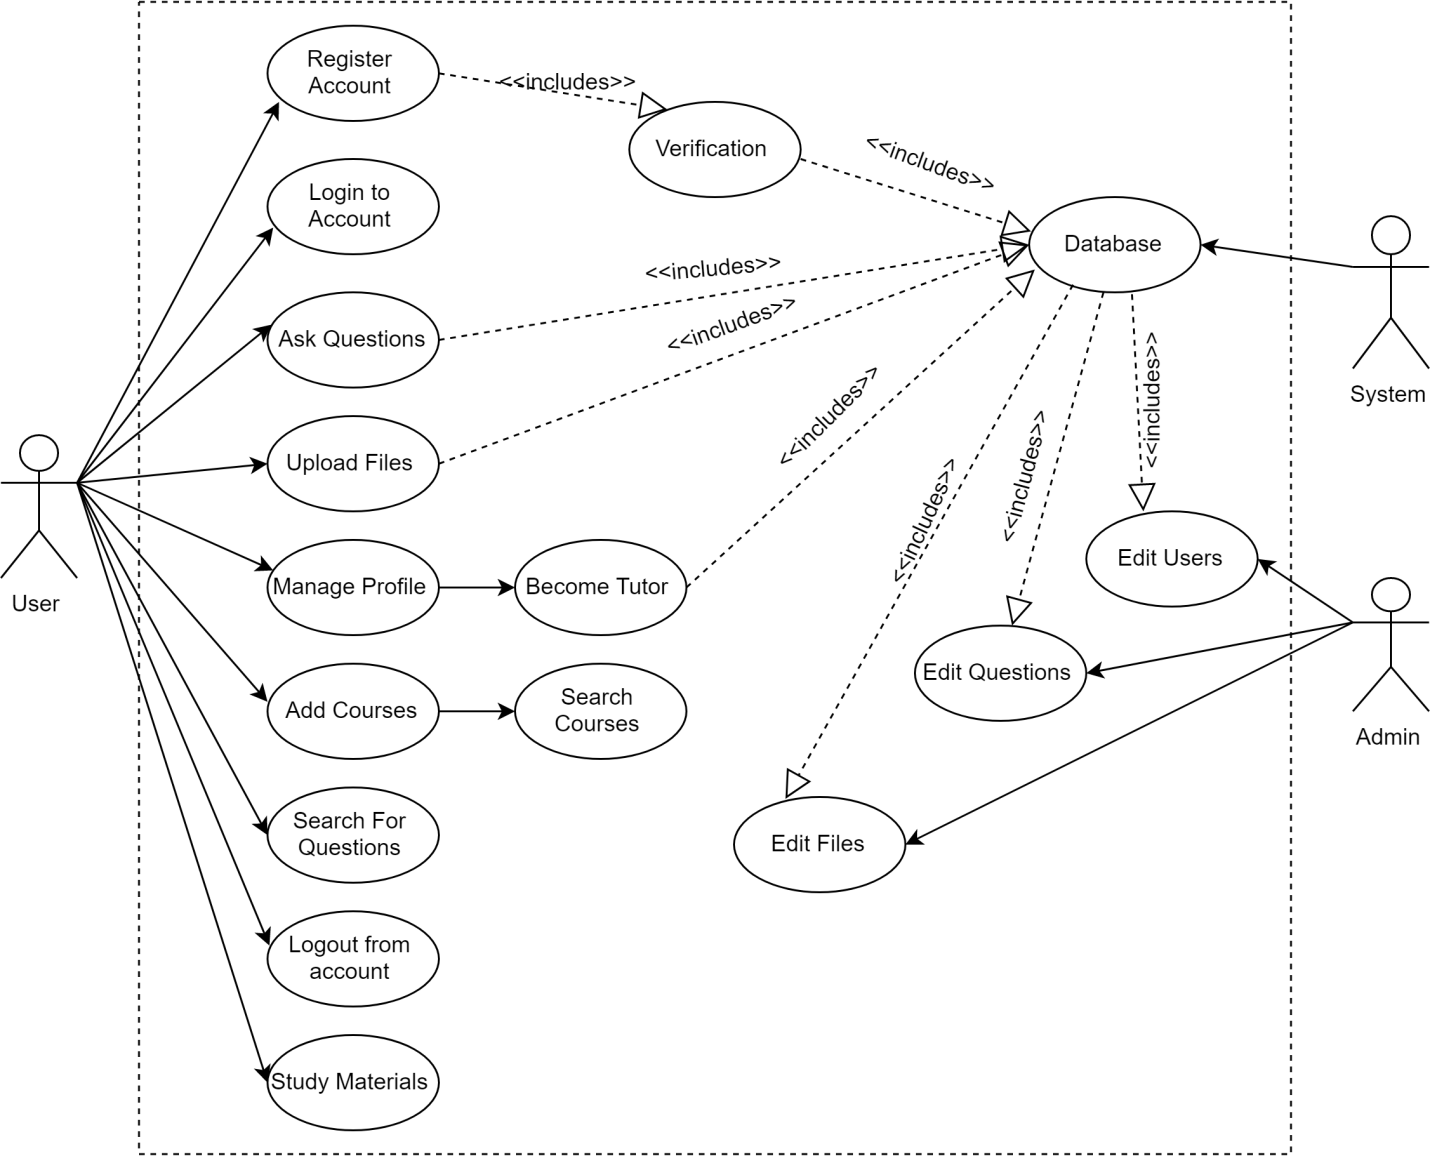 Register
Account
<<includes>>
Verification
<<includes>>
Login to
Account
Database
<<includes>>
Ask Questions
<<includes>>
<<includes>>
System
Upload Files
<<includes>>
<<includes>>
<<includes>>
Edit Users
User
Manage Profile
Become Tutor
Edit Questions
Add Courses
Search
Courses
Admin
Search For
Questions
Edit Files
Logout from
account
Study Materials